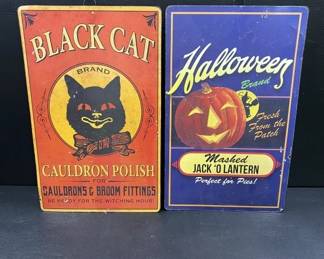 BLACK CAT
BRAND
CAULDRON POLISH
FOR
CAULDRONS & BROOM FITTINGS
BE READY FOR THE WITCHING HOUR!
Halloween
Brand
Fresh
From the
Patch
Mashed
JACK 'O LANTERN
Perfect for Pies!